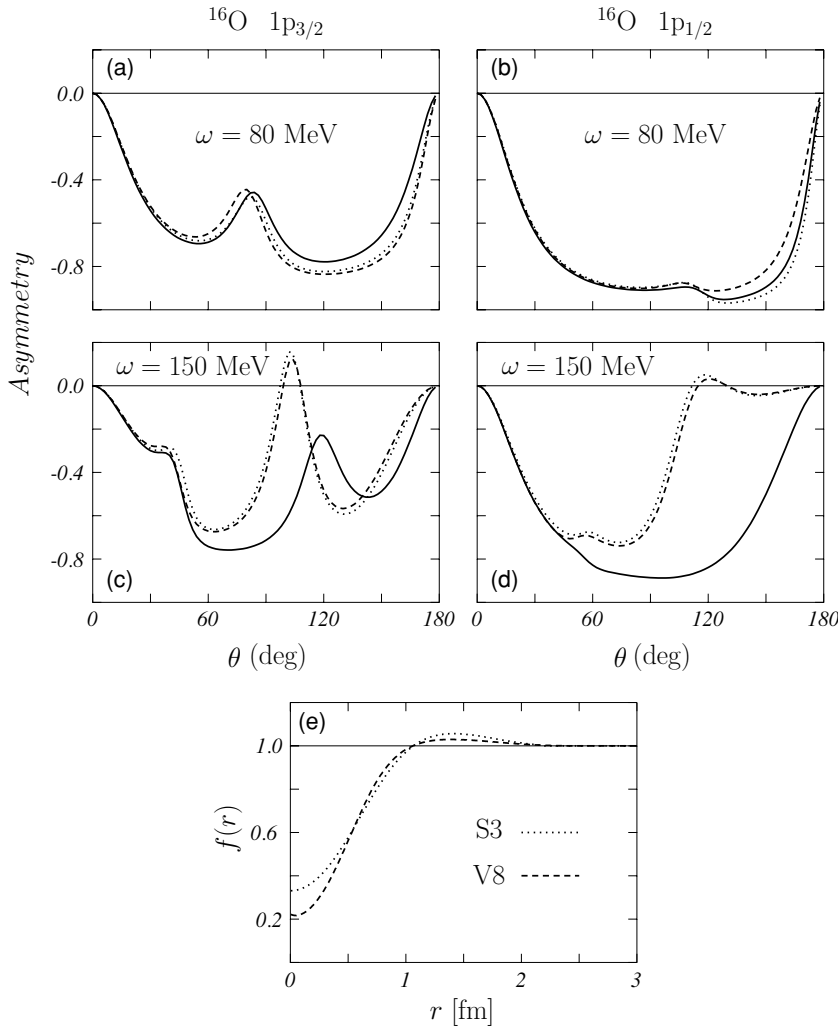 ¹⁶O 1p₃/₂
¹⁶O 1p₁/₂
(a)
(b)
0.0
ω = 80 MeV
ω = 80 MeV
-0.4
-0.8
Asymmetry
ω = 150 MeV
ω = 150 MeV
0.0
-0.4
-0.8
(c)
(d)
0 60 120 180
0 60 120 180
θ (deg)
θ (deg)
(e)
1.0
f(r)
S3
0.6
V8
0.2
0 1 2 3
r [fm]